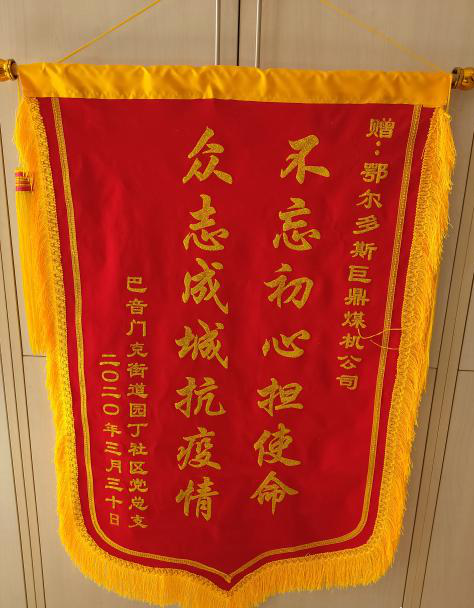 赠：鄂尔多斯巨鼎煤机公司
不忘初心担使命
众志成城抗疫情
巴音门克街道园丁社区党总支
二〇二〇年三月三十日